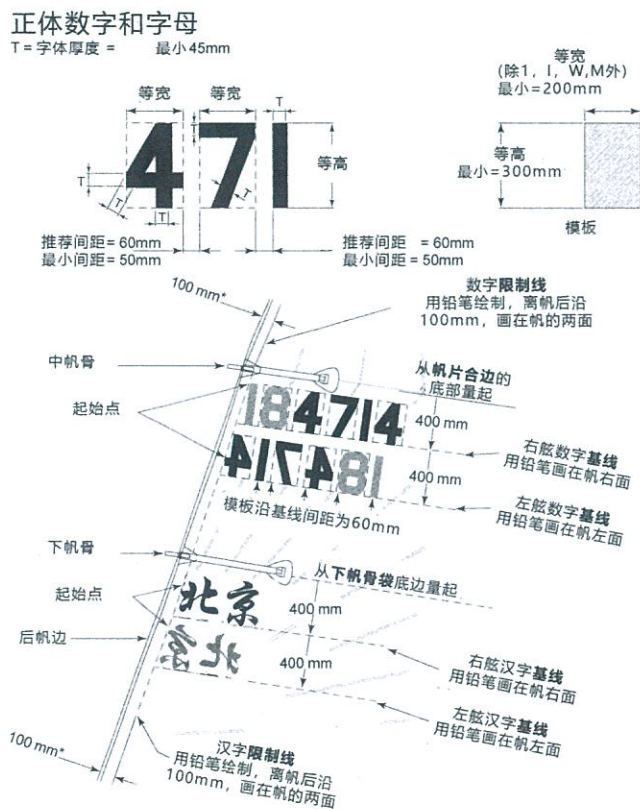 正体数字和字母
T = 字体厚度 = 最小 45mm
等宽
(除1, I, W,M外)
最小=200mm
等宽
等宽
T
T
471
等高
T
T
T
T
等高
最小=300mm
模板
推荐间距 = 60mm
最小间距 = 50mm
推荐间距 = 60mm
最小间距 = 50mm
100 mm*
数字限制线
用铅笔绘制，离帆后沿
100mm，画在帆的两面
中帆骨
从帆片合边的
底部量起
起始点
184714
400 mm
右舷数字基线
用铅笔画在帆右面
184714
400 mm
左舷数字基线
用铅笔画在帆左面
模板沿基线间距为60mm
下帆骨
从下帆骨袋底边量起
起始点
北京
400 mm
后帆边
北京
400 mm
右舷汉字基线
用铅笔画在帆右面
左舷汉字基线
用铅笔画在帆左面
100 mm*
汉字限制线
用铅笔绘制，离帆后沿
100mm，画在帆的两面